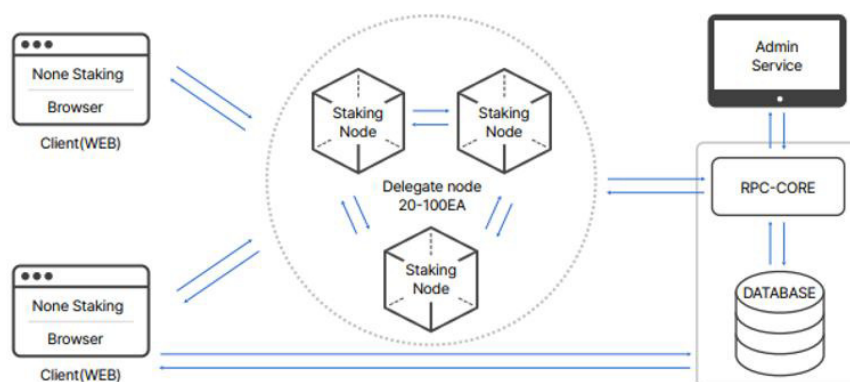 None Staking
Browser
Client(WEB)
Staking
Node
Staking
Node
Delegate node
20-100EA
Staking
Node
Admin
Service
RPC-CORE
DATABASE
None Staking
Browser
Client(WEB)